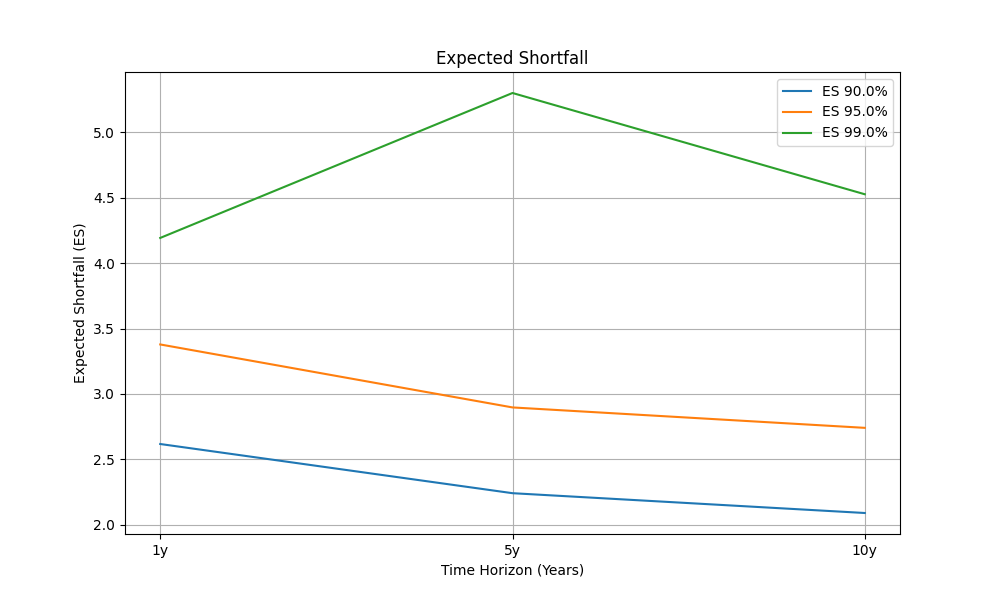 Expected Shortfall
ES 90.0%
ES 95.0%
ES 99.0%
Expected Shortfall (ES)
5.0
4.5
4.0
3.5
3.0
2.5
2.0
1y 5y 10y
Time Horizon (Years)